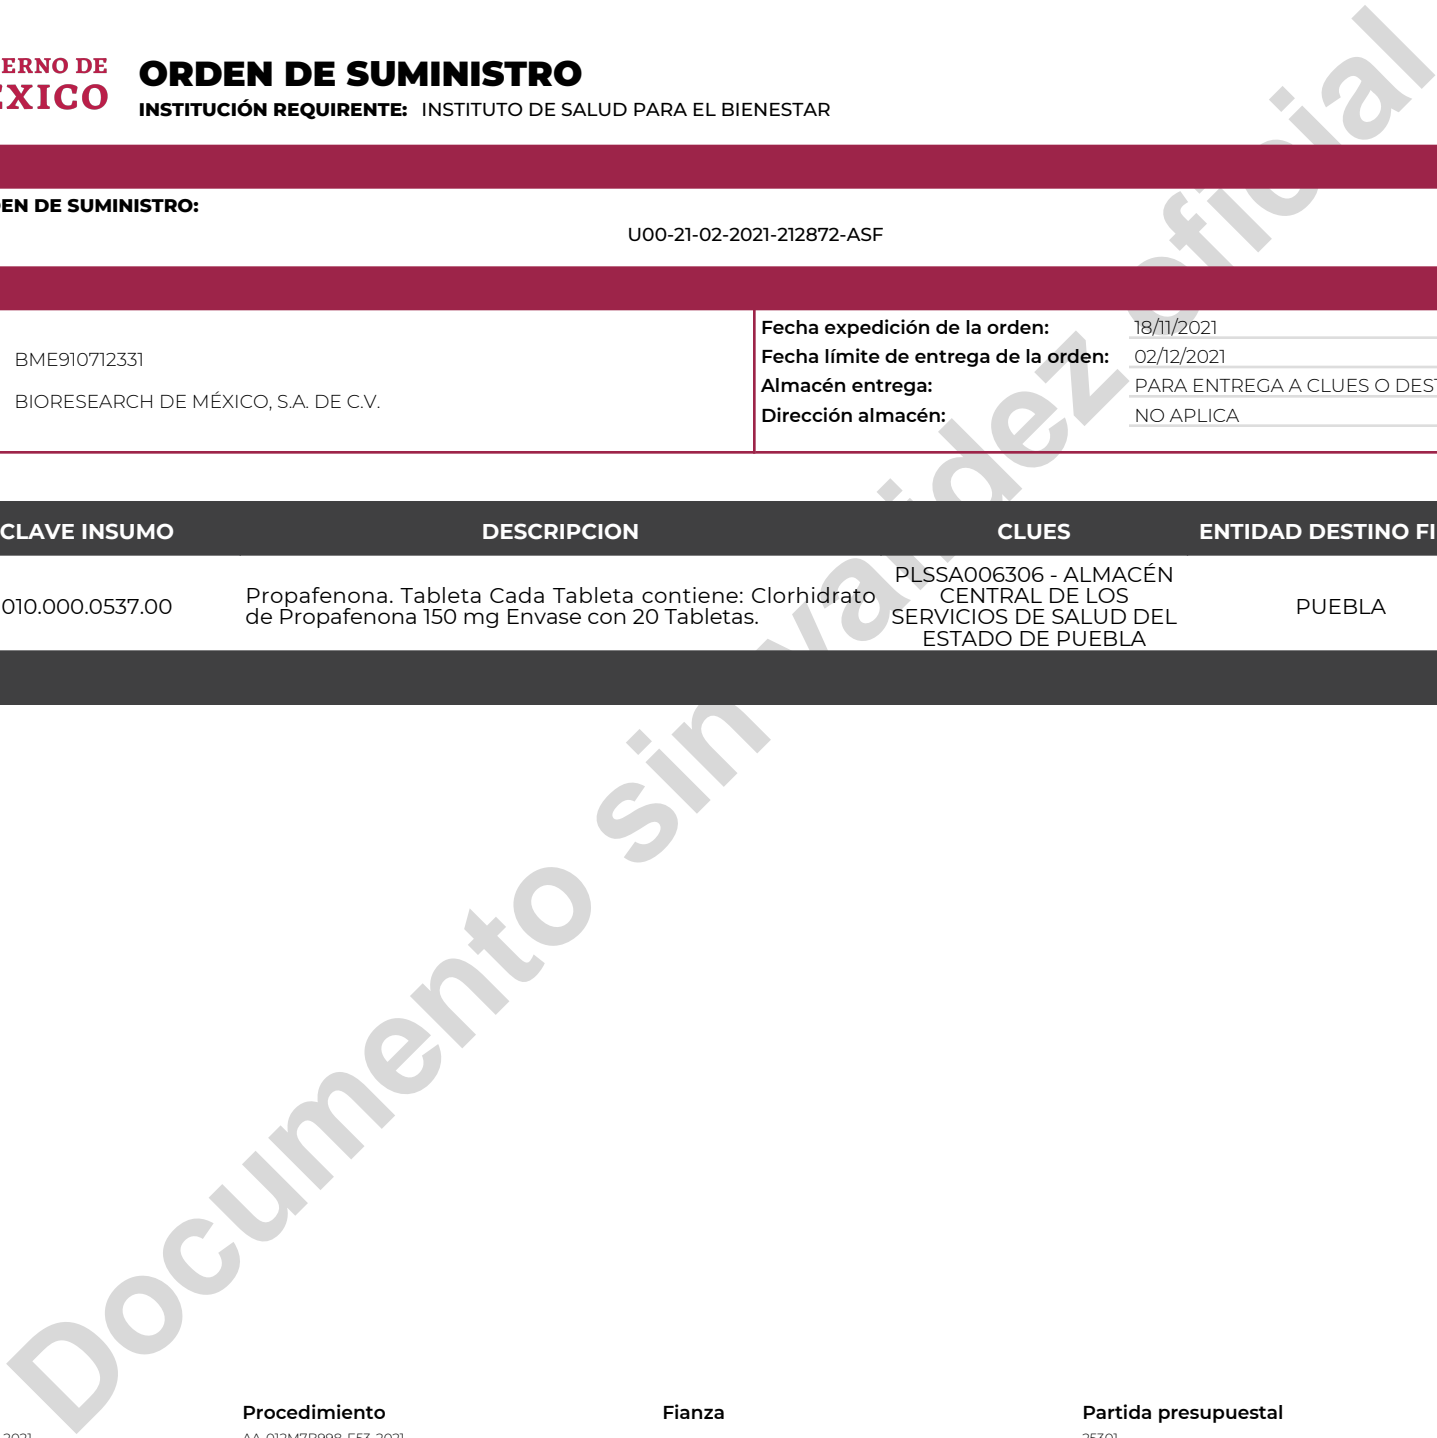 ERNO DE
ÉXICO
ORDEN DE SUMINISTRO
INSTITUCIÓN REQUIRENTE: INSTITUTO DE SALUD PARA EL BIENESTAR
EN DE SUMINISTRO:
U00-21-02-2021-212872-ASF
BME910712331
BIORESEARCH DE MÉXICO, S.A. DE C.V.
Fecha expedición de la orden: 18/11/2021
Fecha límite de entrega de la orden: 02/12/2021
Almacén entrega: PARA ENTREGA A CLUES O DEST
Dirección almacén: NO APLICA
CLAVE INSUMO DESCRIPCION CLUES ENTIDAD DESTINO FI
010.000.0537.00
Propafenona. Tableta Cada Tableta contiene: Clorhidrato
de Propafenona 150 mg Envase con 20 Tabletas.
PLSSA006306 - ALMACÉN
CENTRAL DE LOS
SERVICIOS DE SALUD DEL
ESTADO DE PUEBLA
PUEBLA
Documento sin validez oficial
Procedimiento Fianza Partida presupuestal